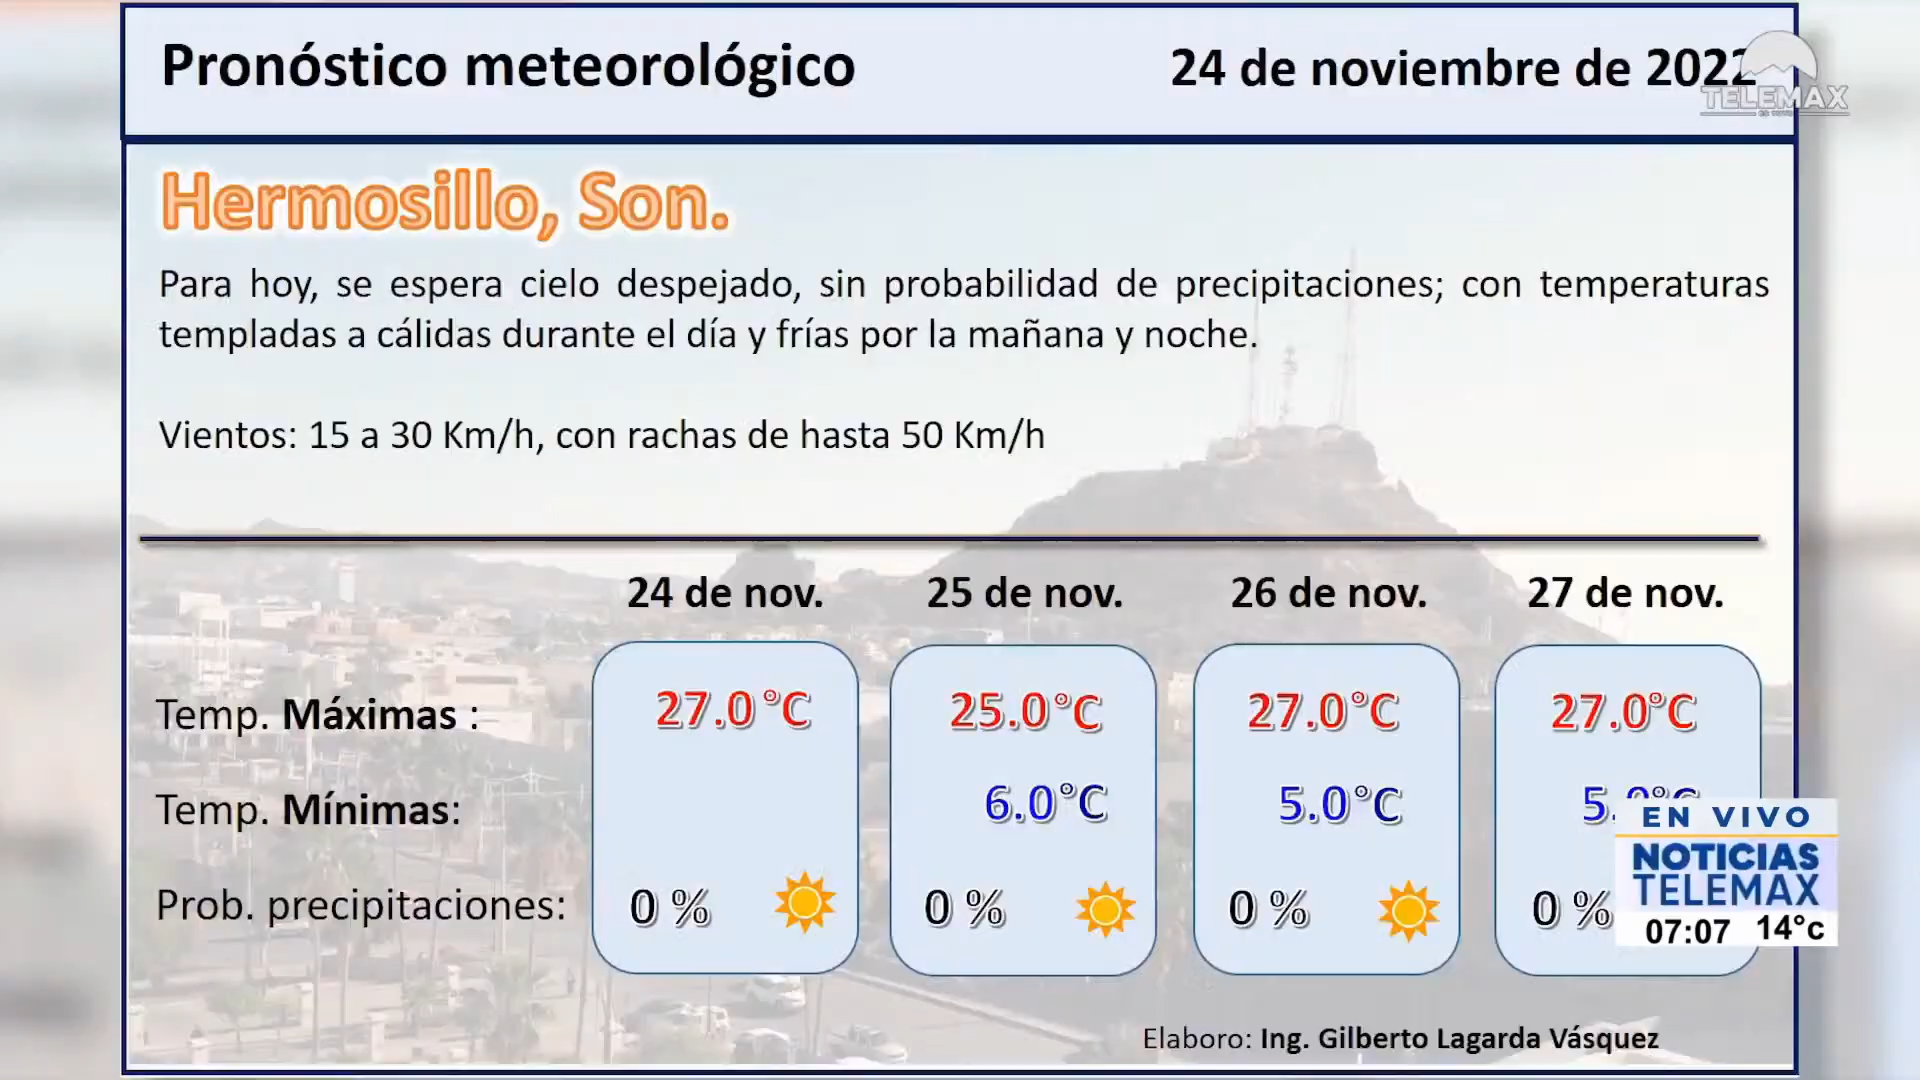 Pronóstico meteorológico
24 de noviembre de 2022
TELEMAX
Hermosillo, Son.
Para hoy, se espera cielo despejado, sin probabilidad de precipitaciones; con temperaturas
templadas a cálidas durante el día y frías por la mañana y noche.
Vientos: 15 a 30 Km/h, con rachas de hasta 50 Km/h
24 de nov. 25 de nov. 26 de nov. 27 de nov.
Temp. Máximas : 27.0°C 25.0°C 27.0°C 27.0°C
Temp. Mínimas: 6.0°C 5.0°C
Prob. precipitaciones: 0 % 0 % 0 % 0 %
EN VIVO
NOTICIAS
TELEMAX
07:07 14°c
Elaboro: Ing. Gilberto Lagarda Vásquez